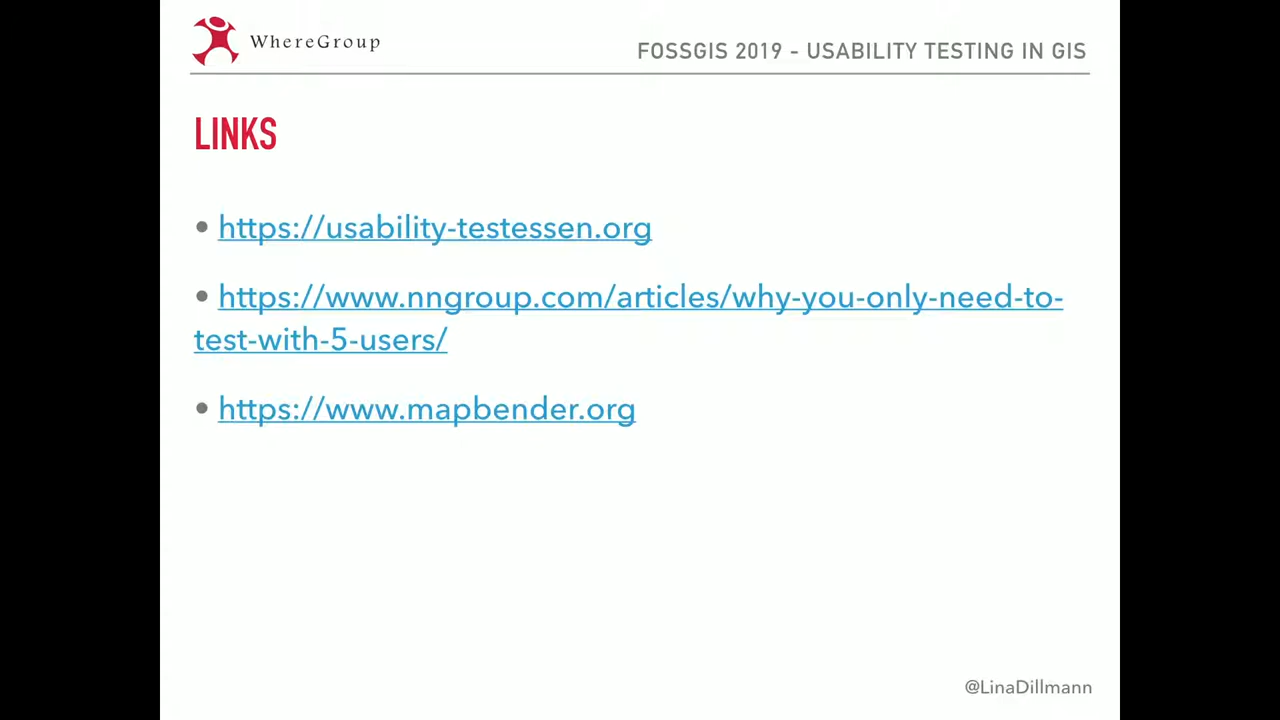 WhereGroup
FOSSGIS 2019 - USABILITY TESTING IN GIS
LINKS
• https://usability-testessen.org
• https://www.nngroup.com/articles/why-you-only-need-to-
test-with-5-users/
• https://www.mapbender.org
@LinaDillmann